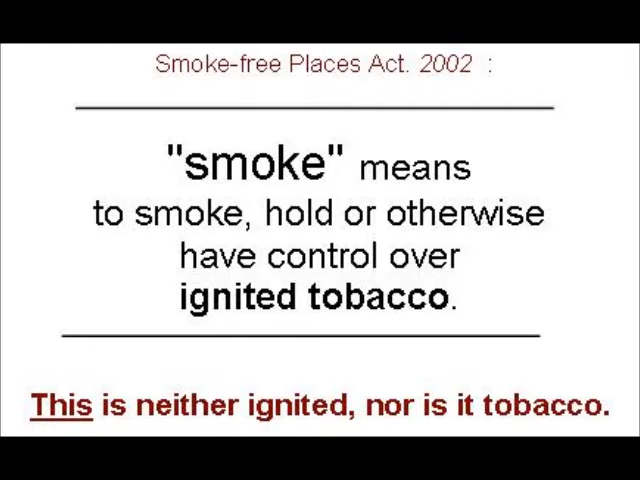 Smoke-free Places Act. 2002 :
"smoke" means
to smoke, hold or otherwise
have control over
ignited tobacco.
This is neither ignited, nor is it tobacco.